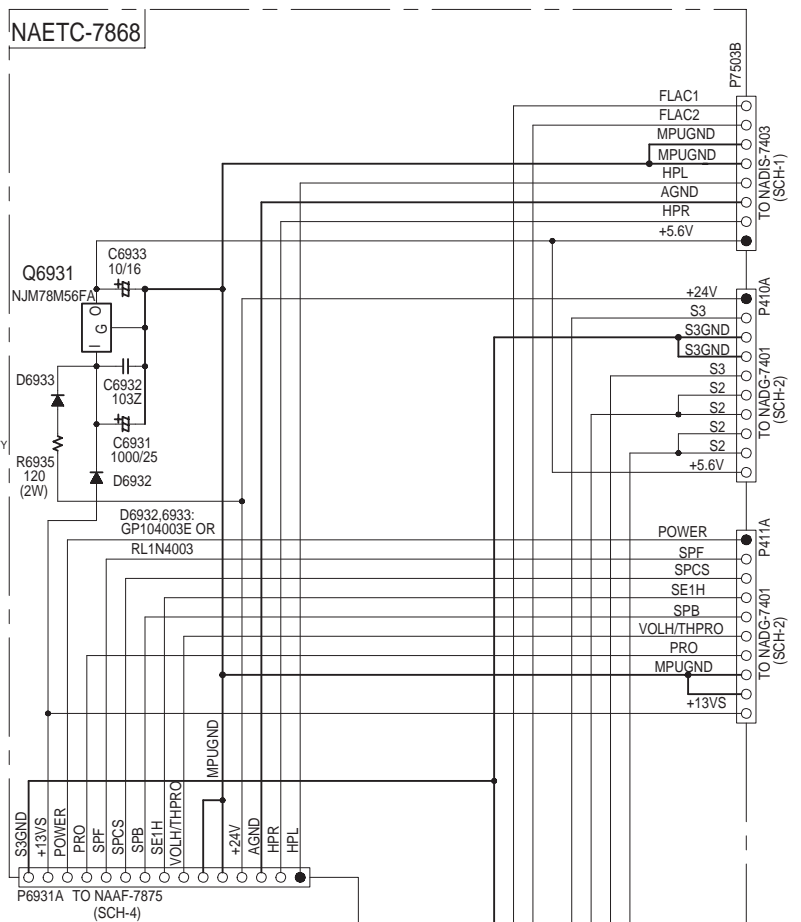 NAETC-7868
P7503B
FLAC1
FLAC2
MPUGND
MPUGND
HPL
AGND
HPR
+5.6V
TO NADIS-7403
(SCH-1)
Q6931
NJM78M56FA
C6933
10/16
O
G
I
D6933
C6932
103Z
C6931
1000/25
Y
R6935
120
(2W)
D6932
D6932,6933:
GP104003E OR
RL1N4003
P410A
+24V
S3
S3GND
S3GND
S3
S2
S2
S2
S2
+5.6V
TO NADG-7401
(SCH-2)
P411A
POWER
SPF
SPCS
SE1H
SPB
VOLH/THPRO
PRO
MPUGND
+13VS
TO NADG-7401
(SCH-2)
S3GND
+13VS
POWER
PRO
SPF
SPCS
SPB
SE1H
VOLH/THPRO
MPUGND
+24V
AGND
HPR
HPL
P6931A TO NAAF-7875
(SCH-4)